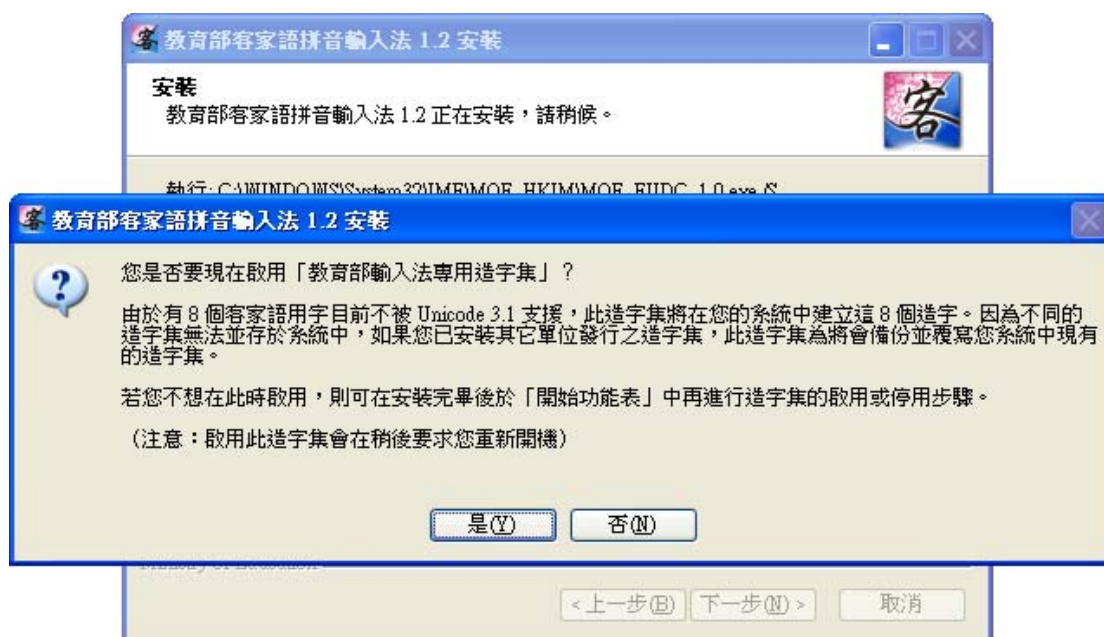 教育部客家語拼音輸入法 1.2 安裝
安裝
教育部客家語拼音輸入法 1.2 正在安裝，請稍候。
執行: C:\WINDOWS\System32\IME\MOE_HKIM\MOE_EUDC_1.0.exe /S
教育部客家語拼音輸入法 1.2 安裝
您是否要現在啟用「教育部輸入法專用造字集」？
由於有 8 個客家語用字目前不被 Unicode 3.1 支援，此造字集將在您的系統中建立這 8 個造字。因為不同的
造字集無法並存於系統中，如果您已安裝其它單位發行之造字集，此造字集為將會備份並覆寫您系統中現有
的造字集。
若您不想在此時啟用，則可在安裝完畢後於「開始功能表」中再進行造字集的啟用或停用步驟。
（注意：啟用此造字集會在稍後要求您重新開機）
是(Y) 否(N)
Ministry of Education
< 上一步(B) 下一步(N) > 取消